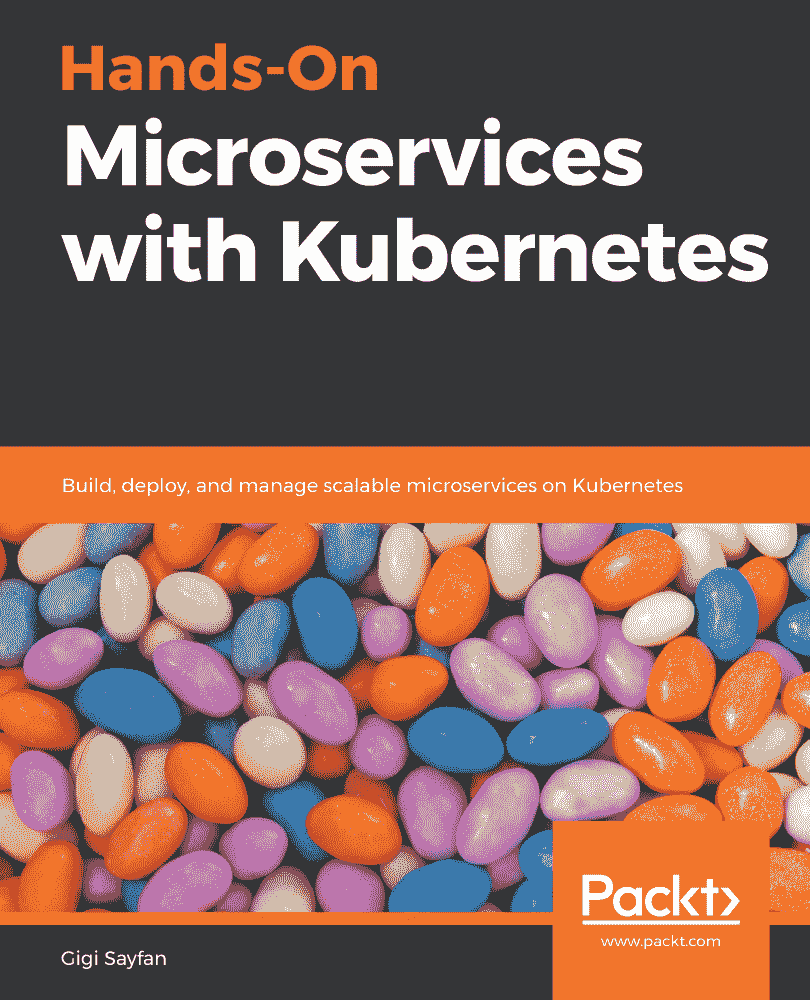 Hands-On
Microservices
with Kubernetes
Build, deploy, and manage scalable microservices on Kubernetes
Packt>
www.packt.com
Gigi Sayfan